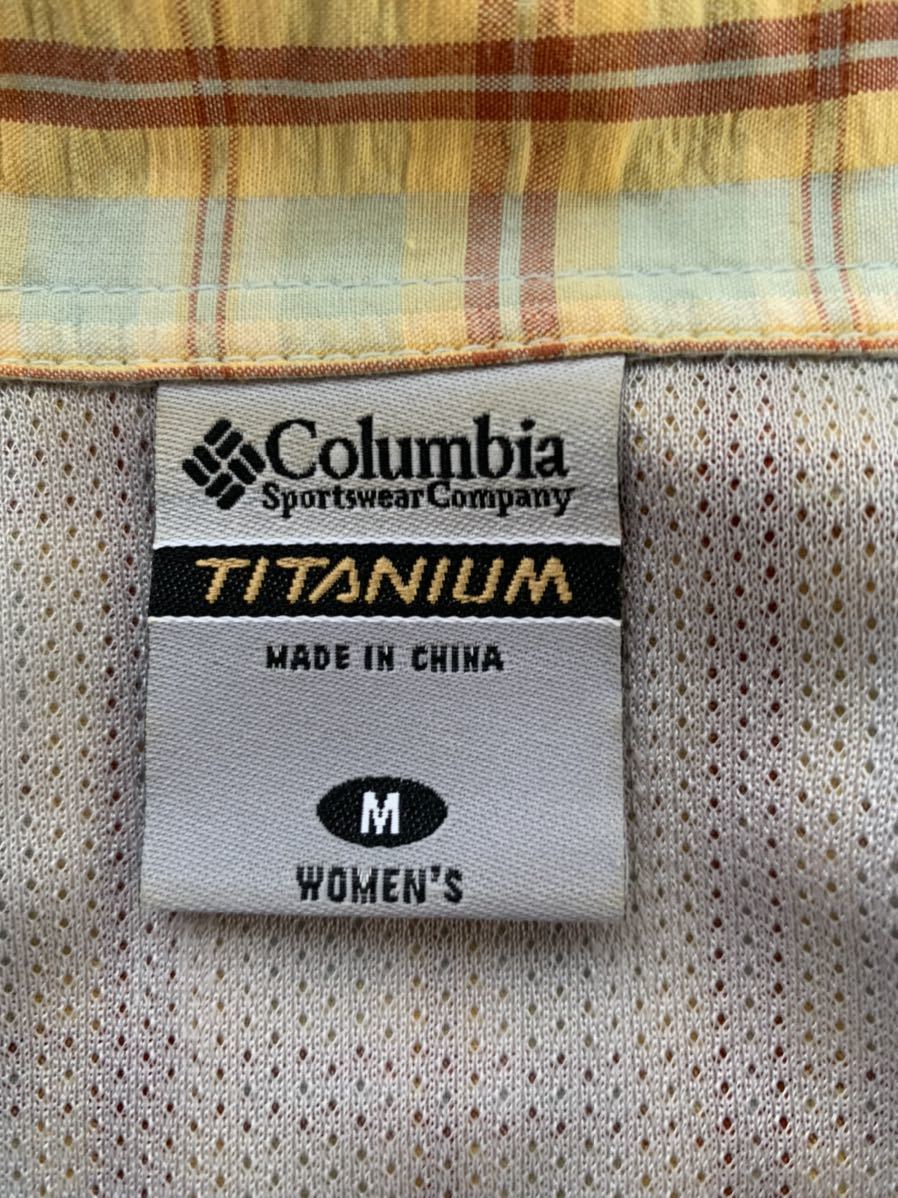 Columbia
Sportswear Company
TITANIUM
MADE IN CHINA
M
WOMEN'S